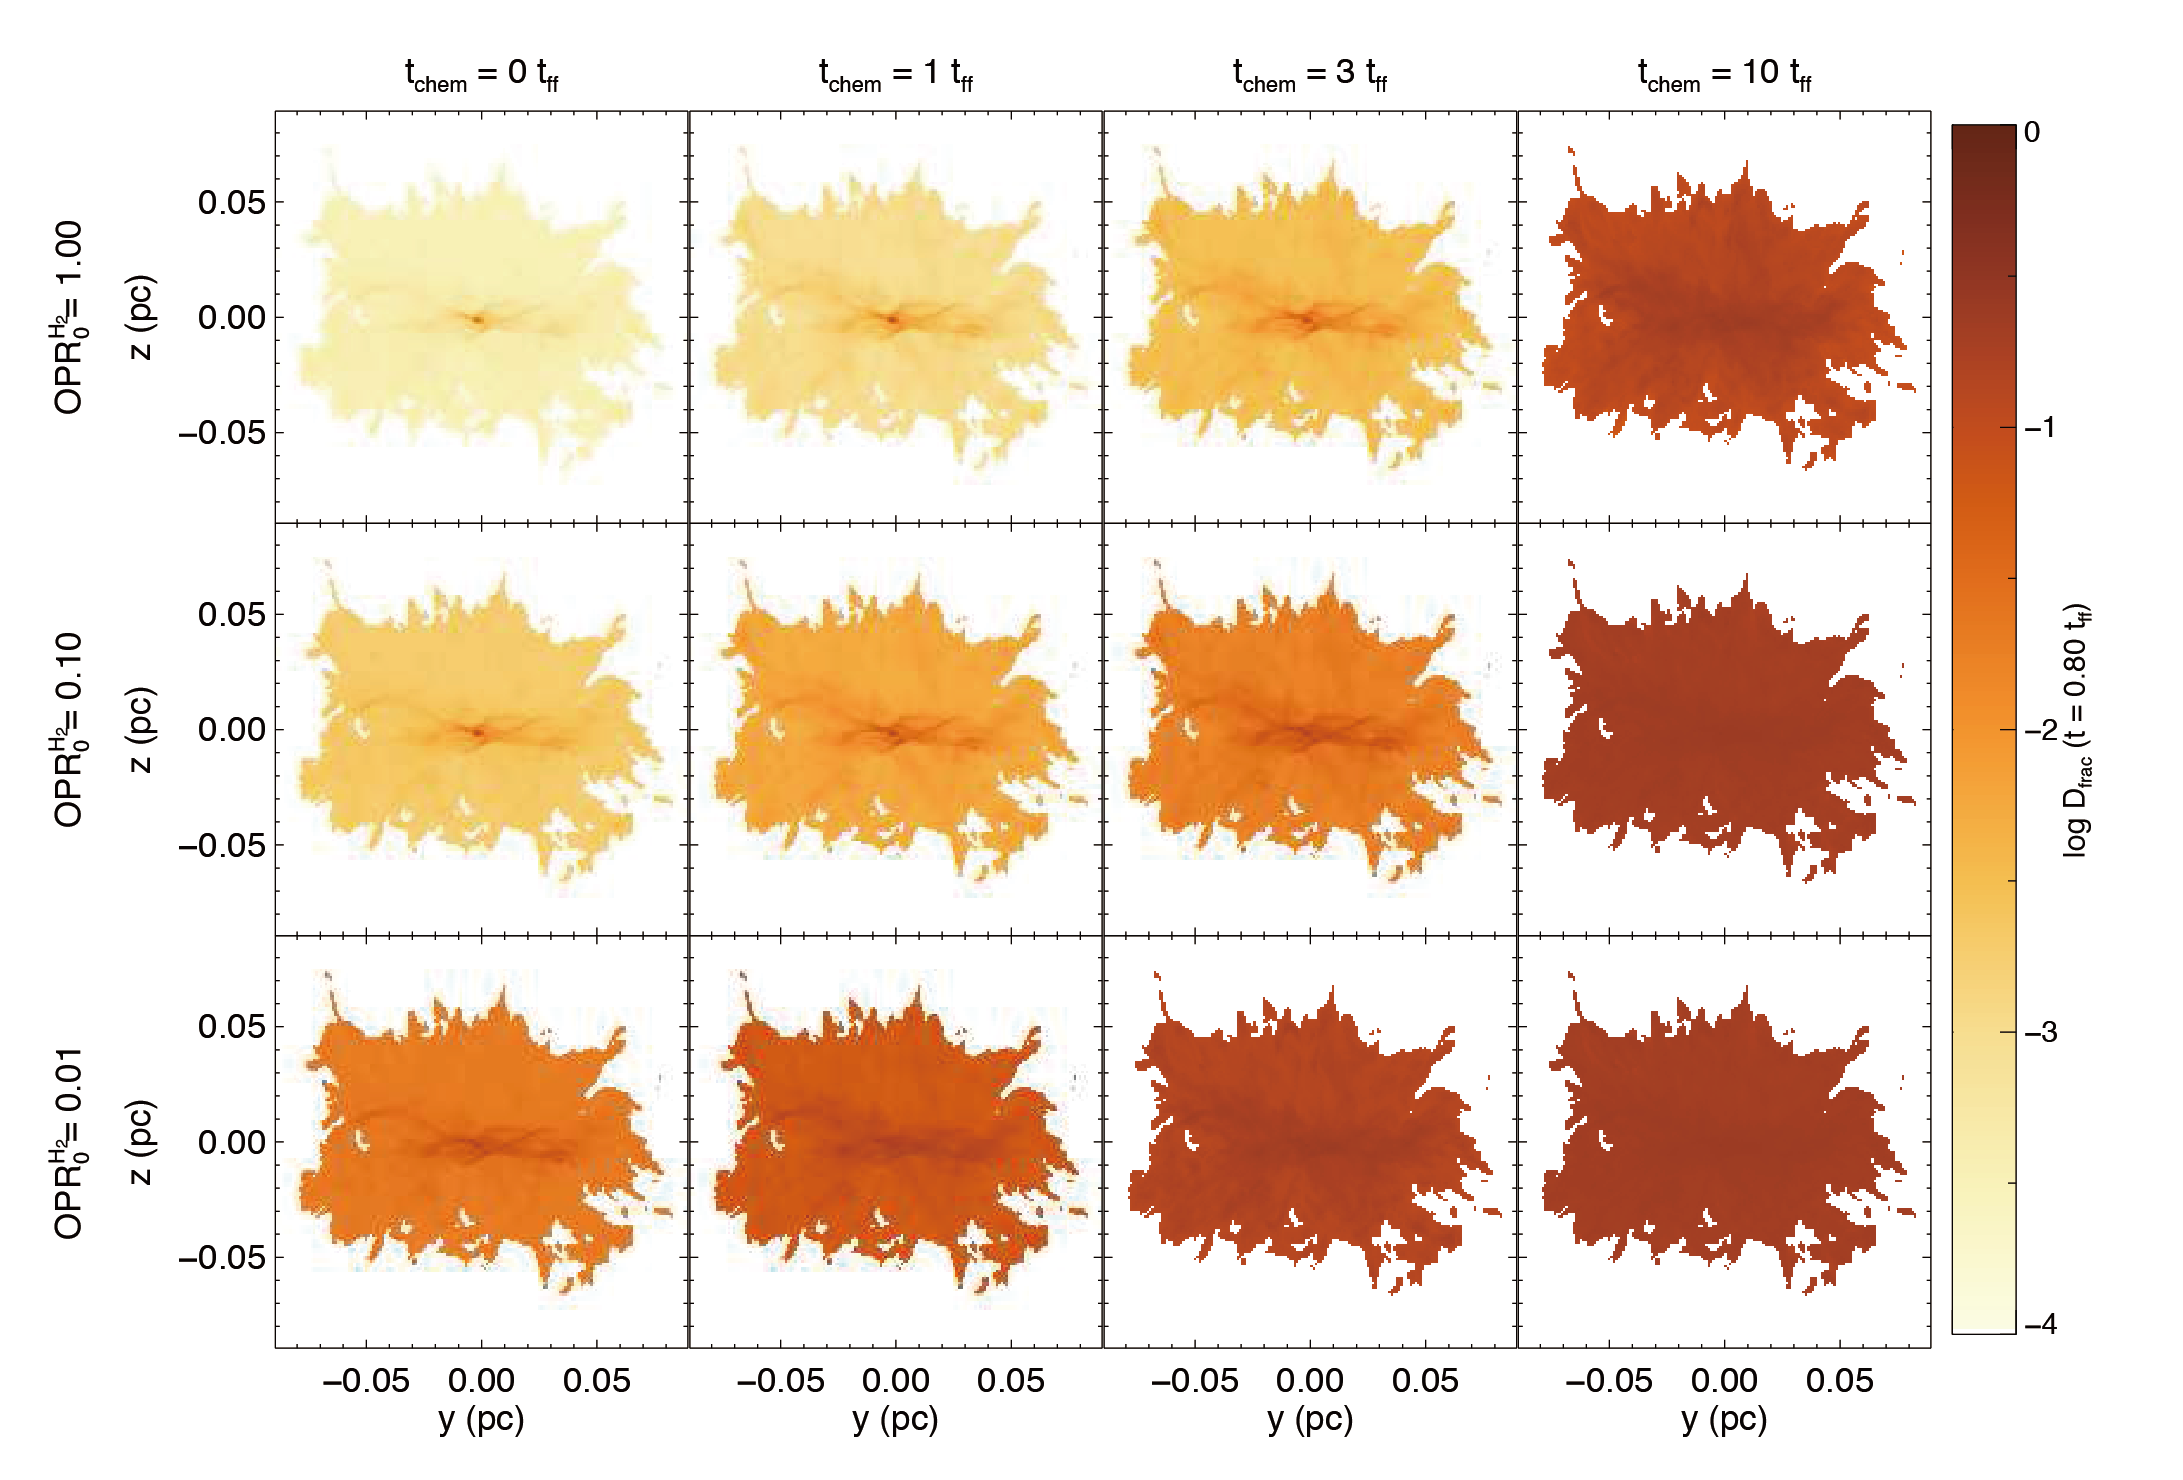 t_chem = 0 t_ff t_chem = 1 t_ff t_chem = 3 t_ff t_chem = 10 t_ff
OPR_0^H₂ = 1.00
z (pc)
0.05
0.00
−0.05
OPR_0^H₂ = 0.10
z (pc)
0.05
0.00
−0.05
OPR_0^H₂ = 0.01
z (pc)
0.05
0.00
−0.05
−0.05 0.00 0.05 −0.05 0.00 0.05 −0.05 0.00 0.05 −0.05 0.00 0.05
y (pc) y (pc) y (pc) y (pc)
0
−1
−2
−3
−4
log D_frac (t = 0.80 t_ff)